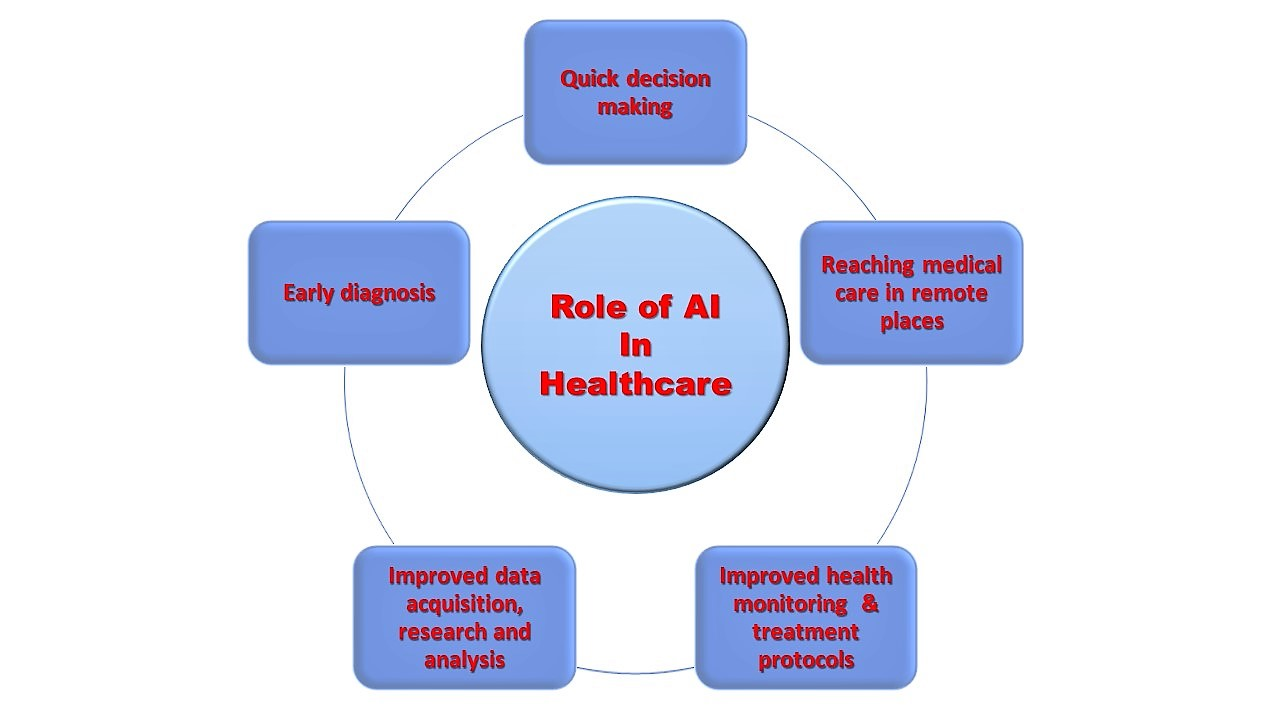 Quick decision
making
Early diagnosis
Reaching medical
care in remote
places
Role of AI
In
Healthcare
Improved data
acquisition,
research and
analysis
Improved health
monitoring &
treatment
protocols